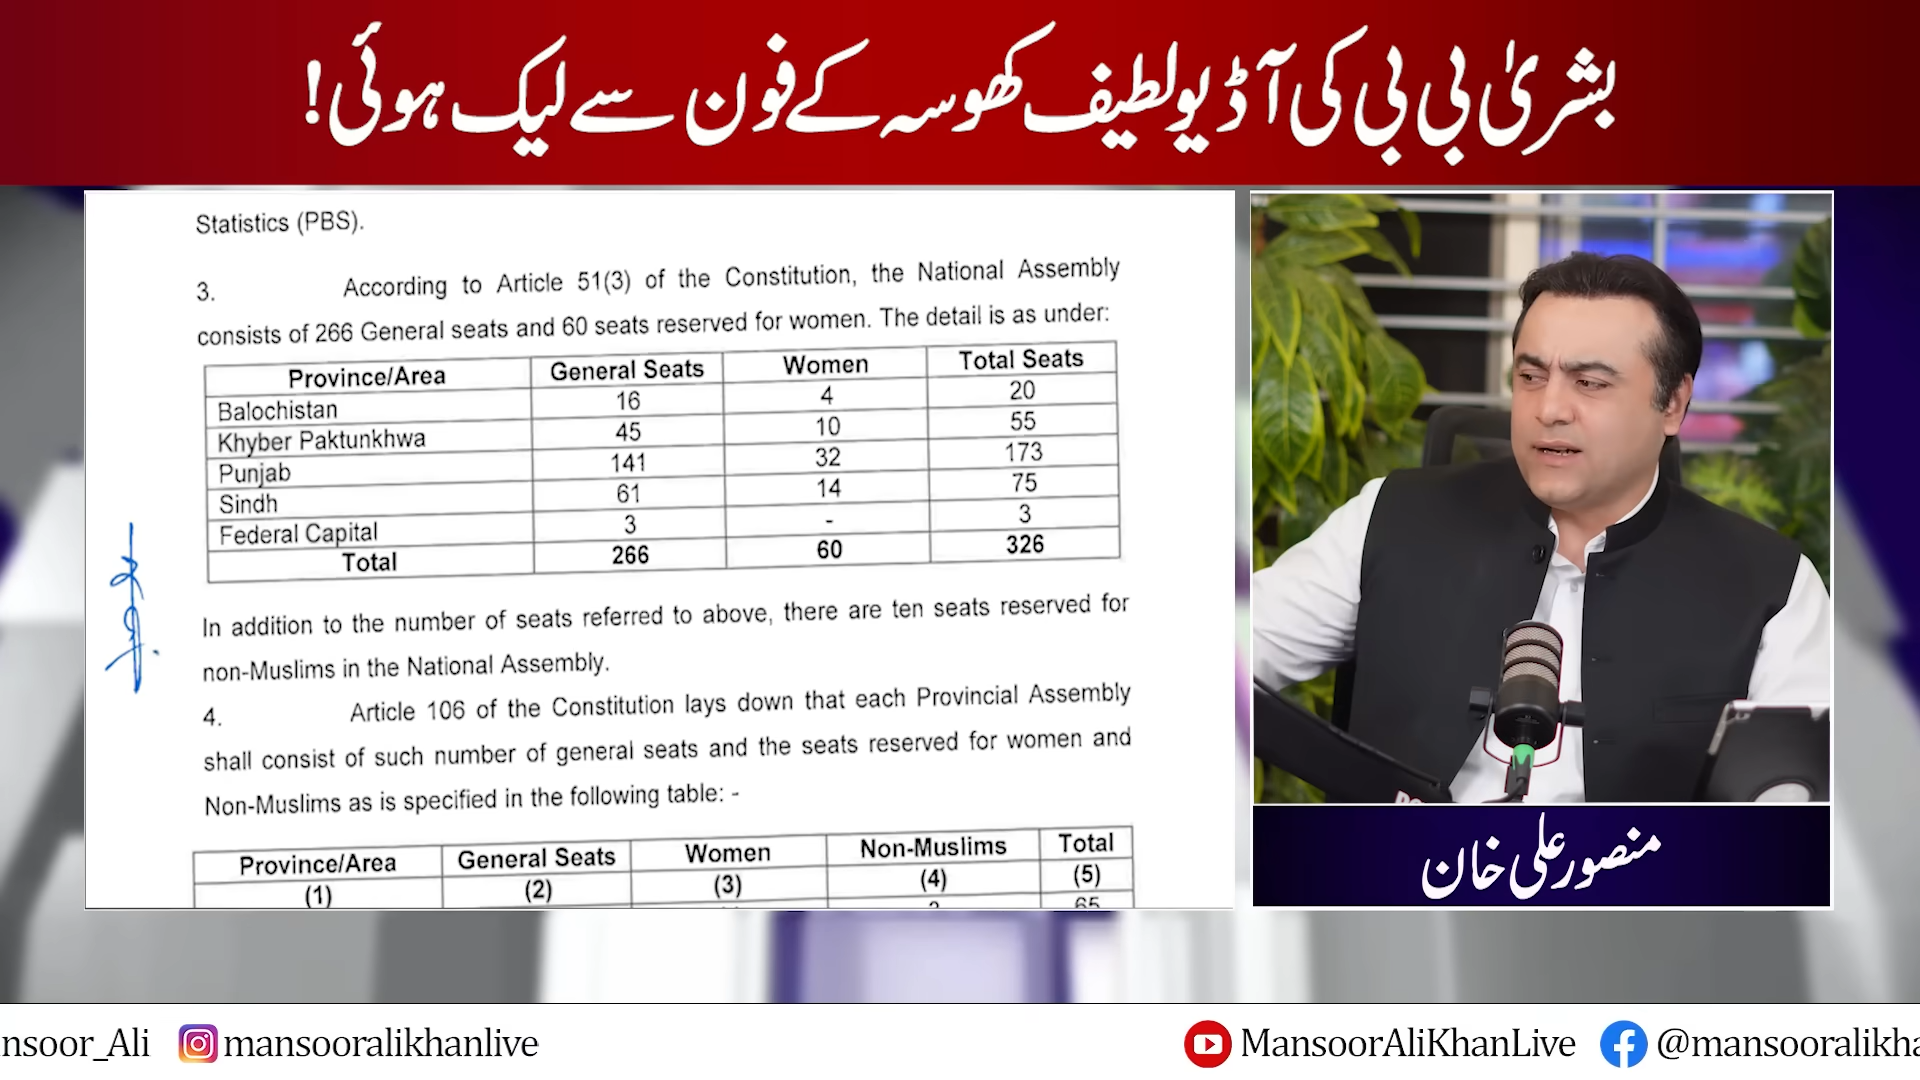 بشریٰ بی بی کی آڈیو لطیف کھوسہ کے فون سے لیک ہوئی!
Statistics (PBS).
3. According to Article 51(3) of the Constitution, the National Assembly
consists of 266 General seats and 60 seats reserved for women. The detail is as under:
Province/Area General Seats Women Total Seats
Balochistan 16 4 20
Khyber Paktunkhwa 45 10 55
Punjab 141 32 173
Sindh 61 14 75
Federal Capital 3 - 3
Total 266 60 326
In addition to the number of seats referred to above, there are ten seats reserved for
non-Muslims in the National Assembly.
4. Article 106 of the Constitution lays down that each Provincial Assembly
shall consist of such number of general seats and the seats reserved for women and
Non-Muslims as is specified in the following table: -
Province/Area General Seats Women Non-Muslims Total
(1) (2) (3) (4) (5)
65
منصور علی خان
nsoor_Ali mansooralikhanlive MansoorAliKhanLive @mansooralikha